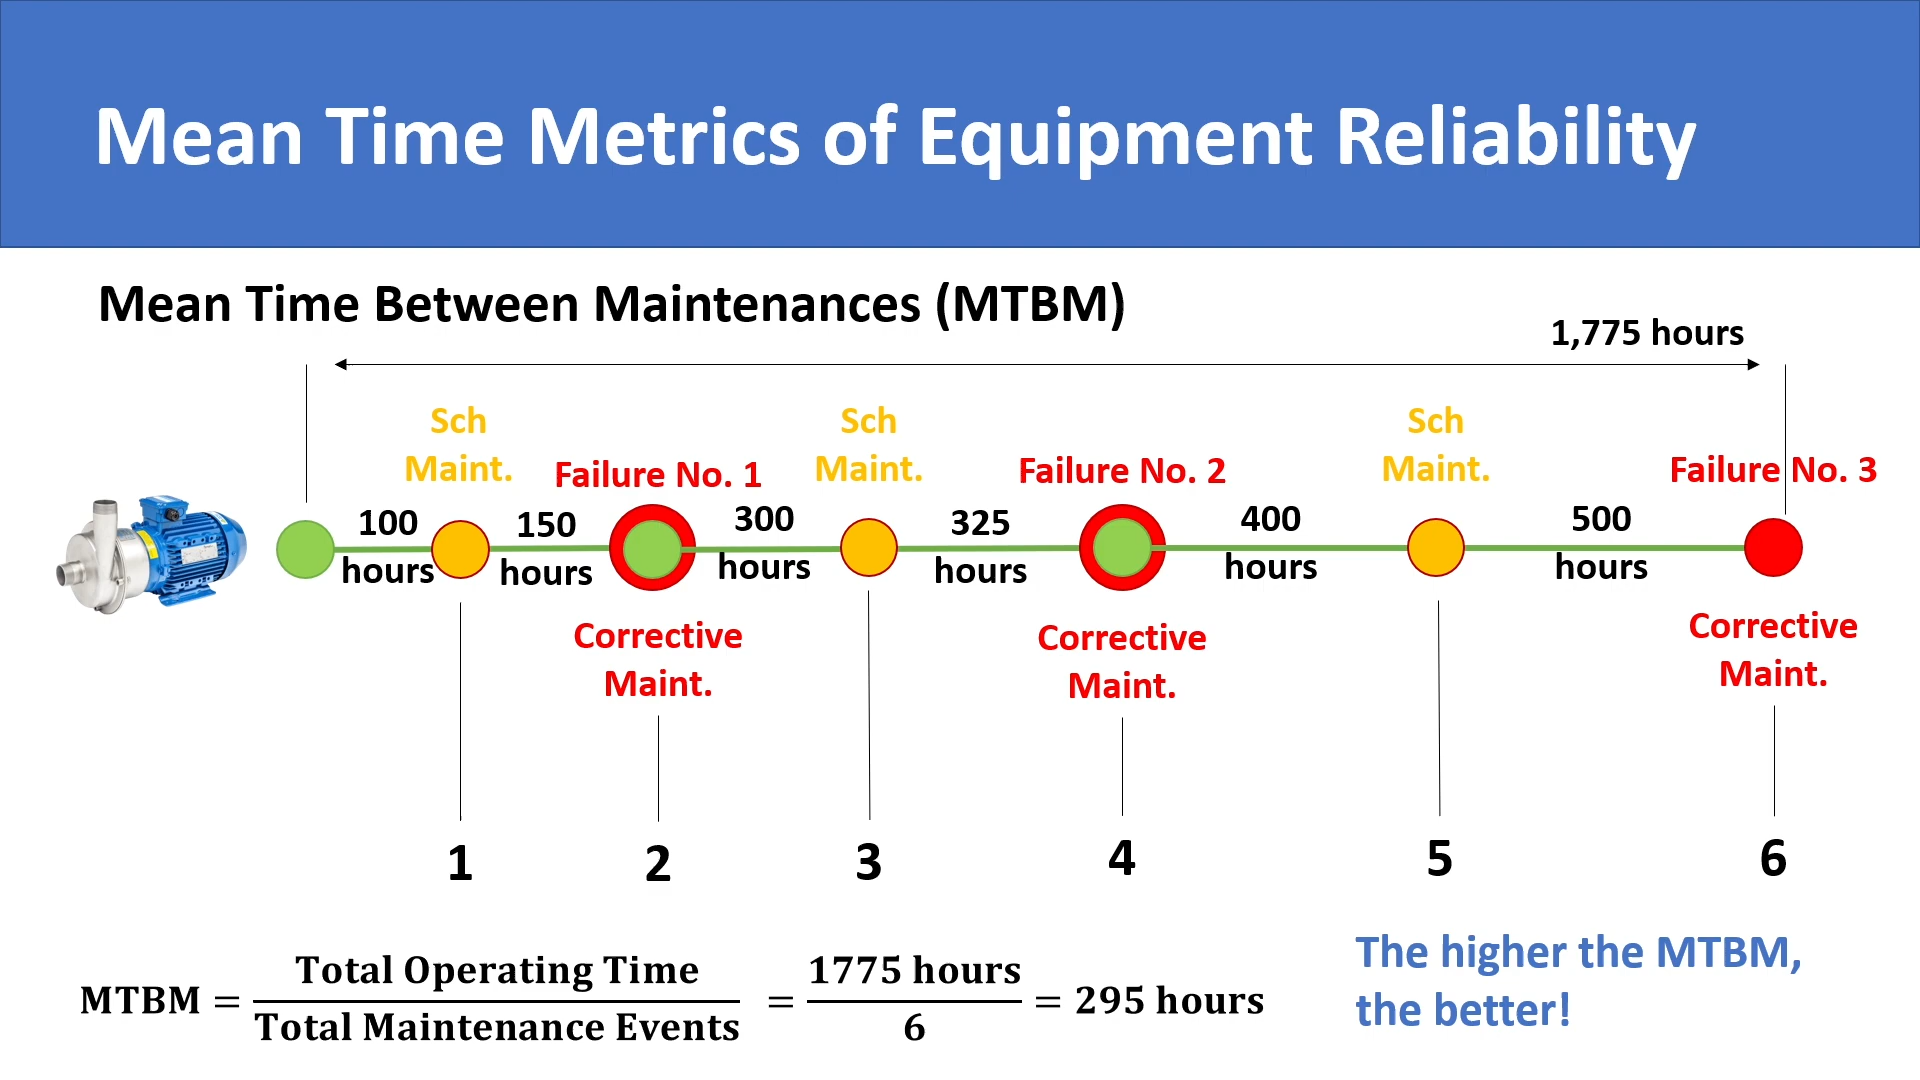 Mean Time Metrics of Equipment Reliability
Mean Time Between Maintenances (MTBM)
1,775 hours
Sch
Maint.
Failure No. 1
Sch
Maint.
Failure No. 2
Sch
Maint.
Failure No. 3
100
hours
150
hours
300
hours
325
hours
400
hours
500
hours
Corrective
Maint.
Corrective
Maint.
Corrective
Maint.
1
2
3
4
5
6
MTBM = Total Operating Time / Total Maintenance Events = 1775 hours / 6 = 295 hours
The higher the MTBM,
the better!